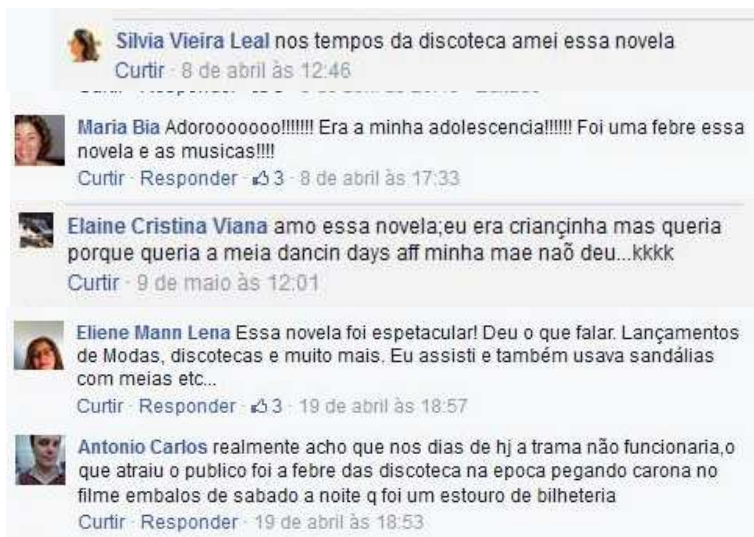 Silvia Vieira Leal nos tempos da discoteca amei essa novela
Curtir · 8 de abril às 12:46
Maria Bia Adorooooooo!!!!!!! Era a minha adolescencia!!!!!! Foi uma febre essa
novela e as musicas!!!!
Curtir · Responder · 3 · 8 de abril às 17:33
Elaine Cristina Viana amo essa novela;eu era criançinha mas queria
porque queria a meia dancin days aff minha mae naõ deu...kkkk
Curtir · 9 de maio às 12:01
Eliene Mann Lena Essa novela foi espetacular! Deu o que falar. Lançamentos
de Modas, discotecas e muito mais. Eu assisti e também usava sandálias
com meias etc...
Curtir · Responder · 3 · 19 de abril às 18:57
Antonio Carlos realmente acho que nos dias de hj a trama não funcionaria,o
que atraiu o publico foi a febre das discoteca na epoca pegando carona no
filme embalos de sabado a noite q foi um estouro de bilheteria
Curtir · Responder · 19 de abril às 18:53